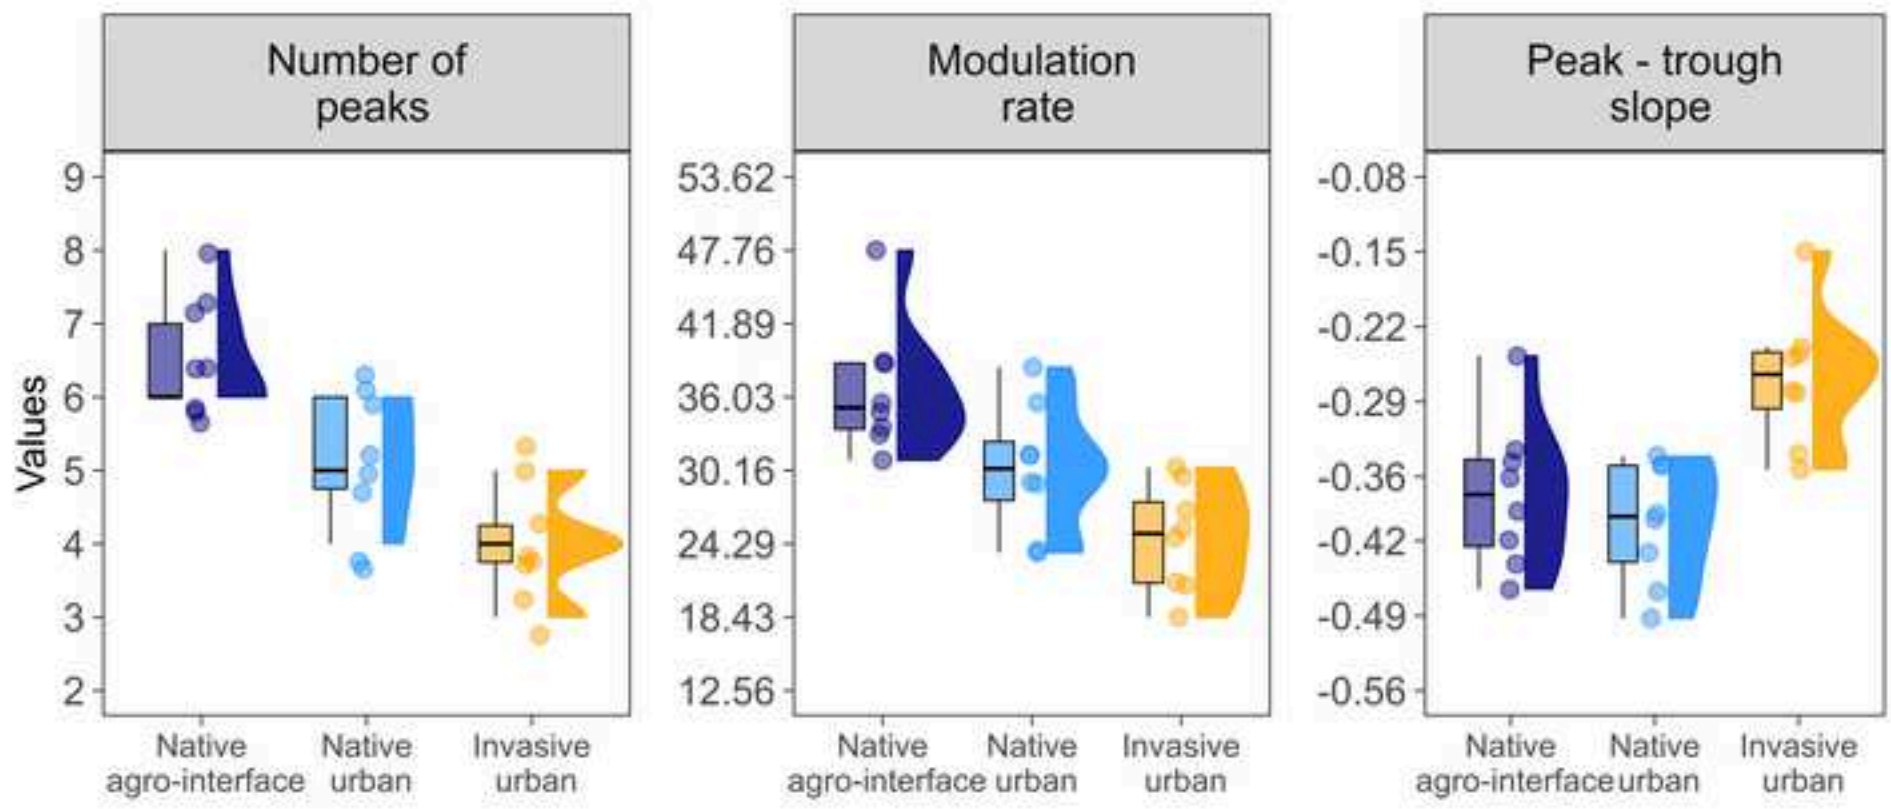 Number of
peaks
Modulation
rate
Peak - trough
slope
Values
9
8
7
6
5
4
3
2
53.62
47.76
41.89
36.03
30.16
24.29
18.43
12.56
-0.08
-0.15
-0.22
-0.29
-0.36
-0.42
-0.49
-0.56
Native
agro-interface
Native
urban
Invasive
urban
Native
agro-interface
Native
urban
Invasive
urban
Native
agro-interface
Native
urban
Invasive
urban